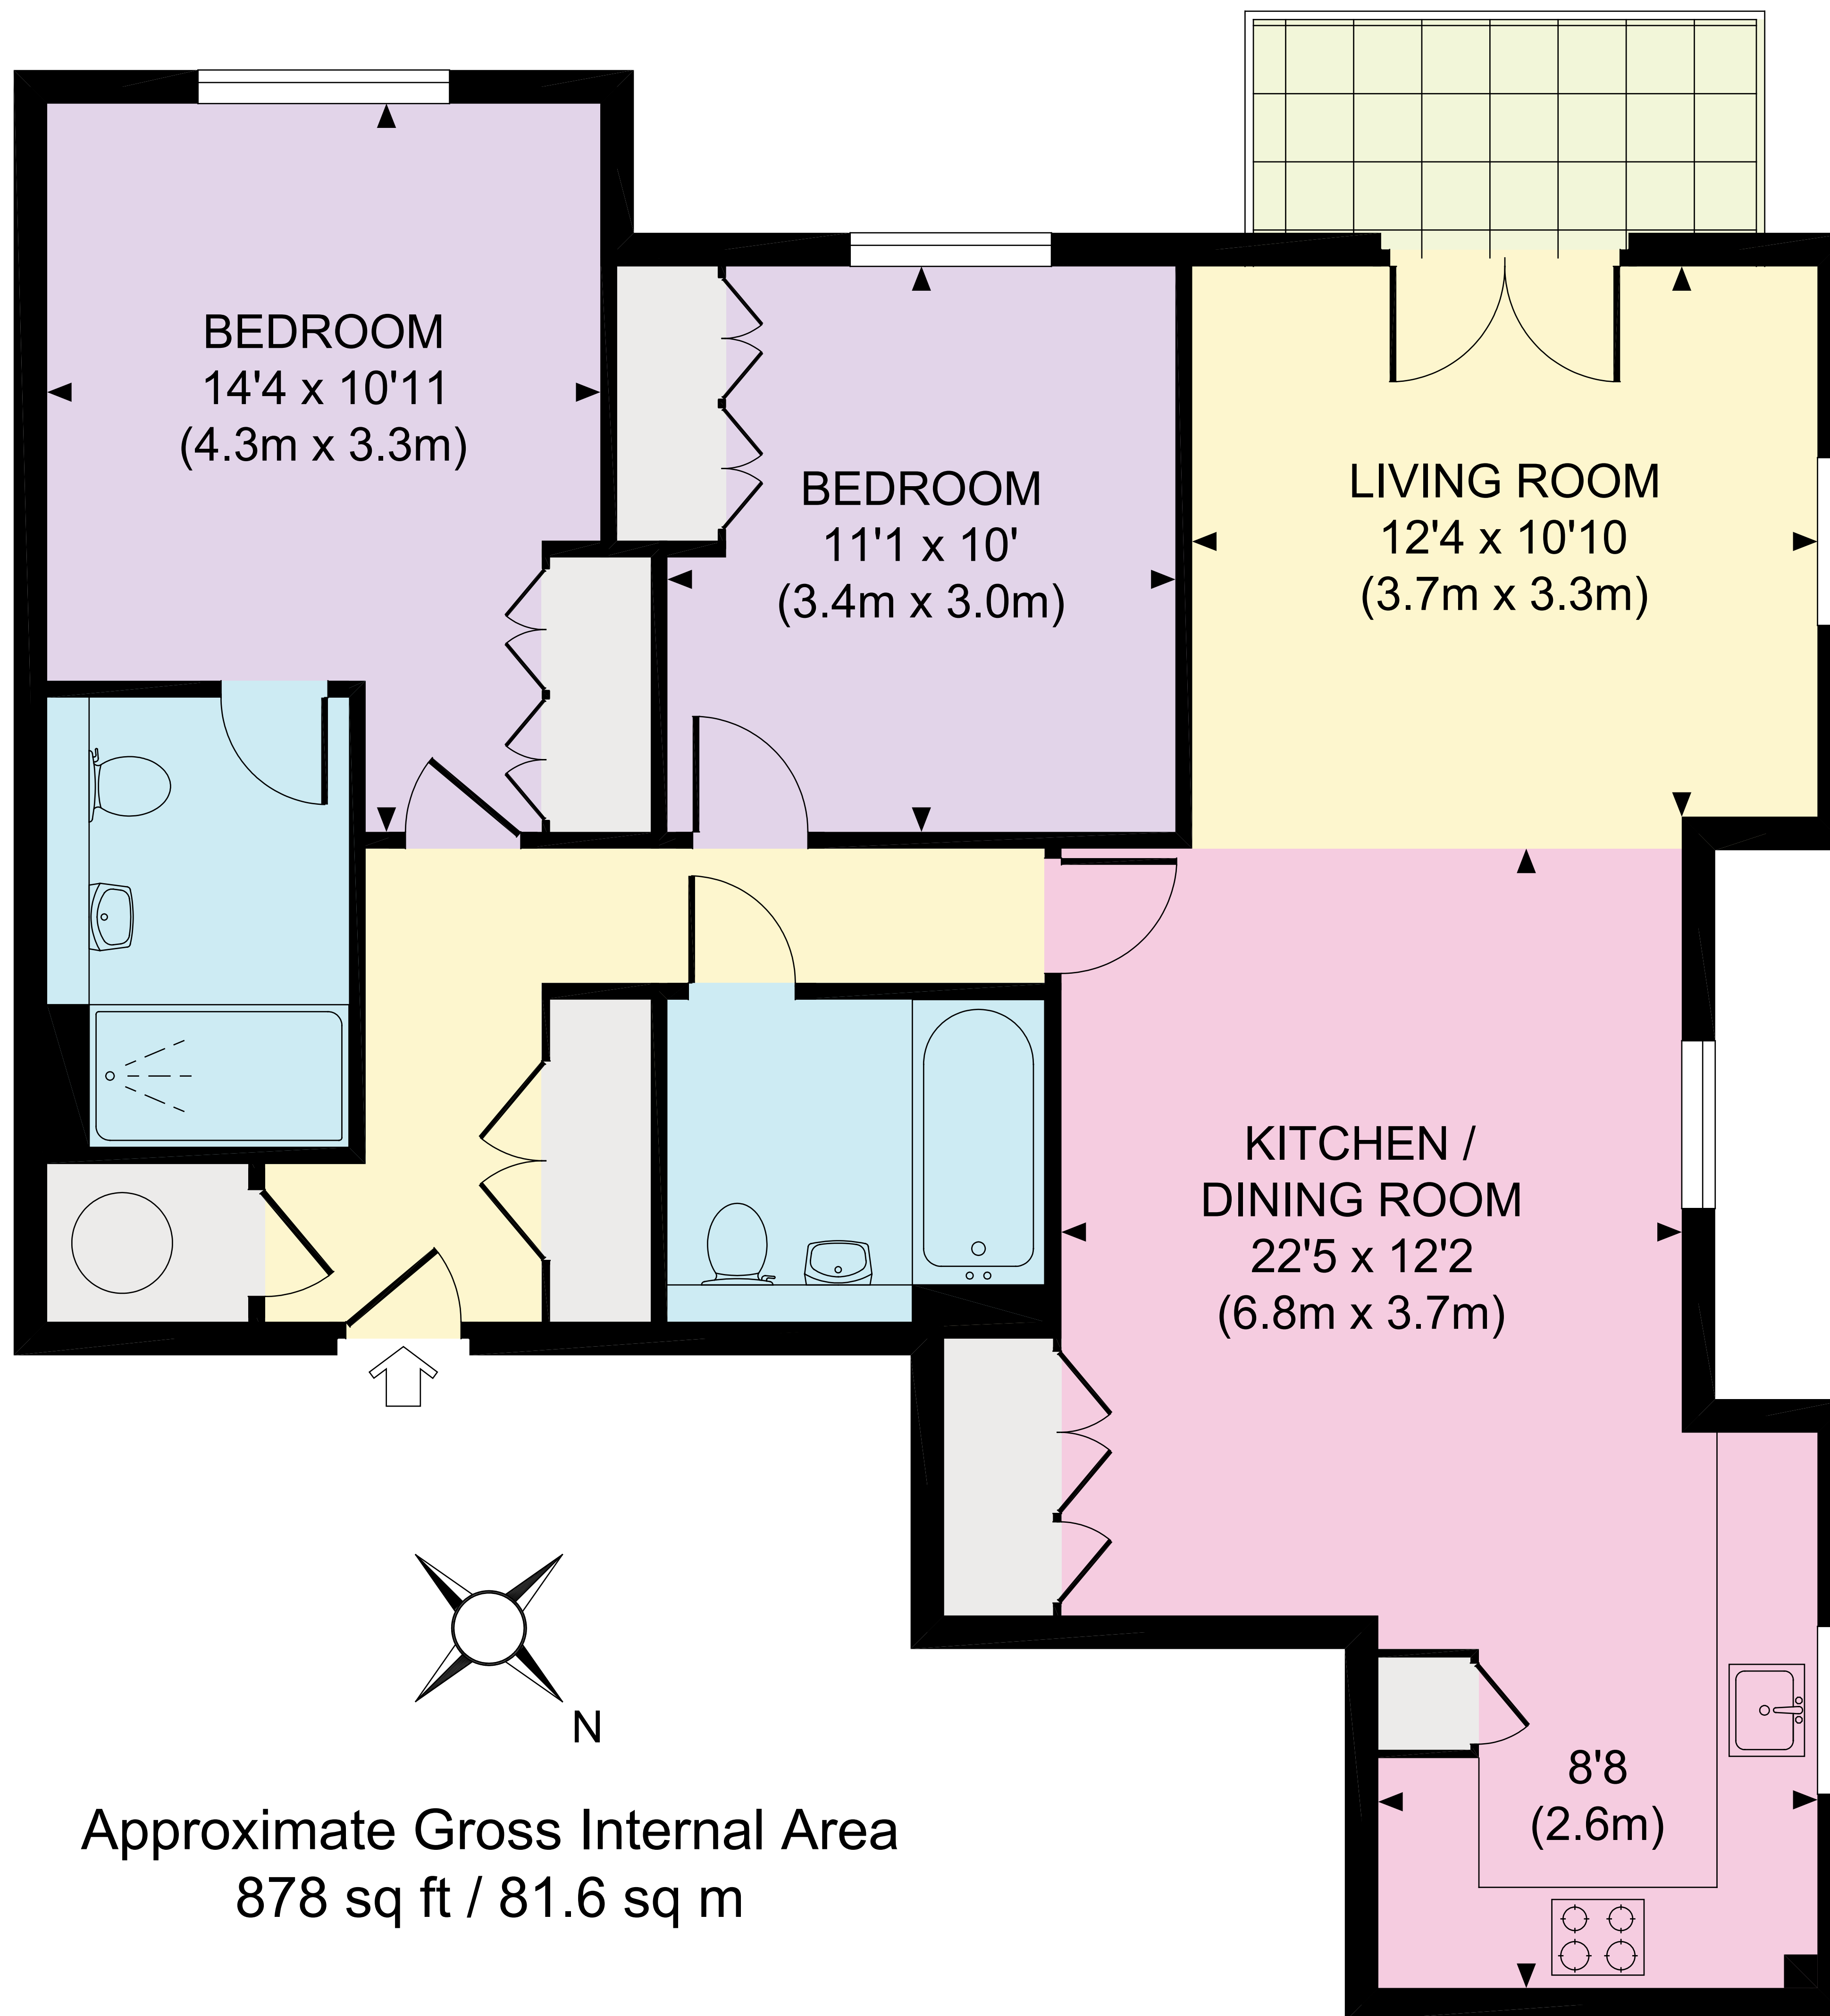 BEDROOM
14'4 x 10'11
(4.3m x 3.3m)
BEDROOM
11'1 x 10'
(3.4m x 3.0m)
LIVING ROOM
12'4 x 10'10
(3.7m x 3.3m)
KITCHEN /
DINING ROOM
22'5 x 12'2
(6.8m x 3.7m)
8'8
(2.6m)
N
Approximate Gross Internal Area
878 sq ft / 81.6 sq m